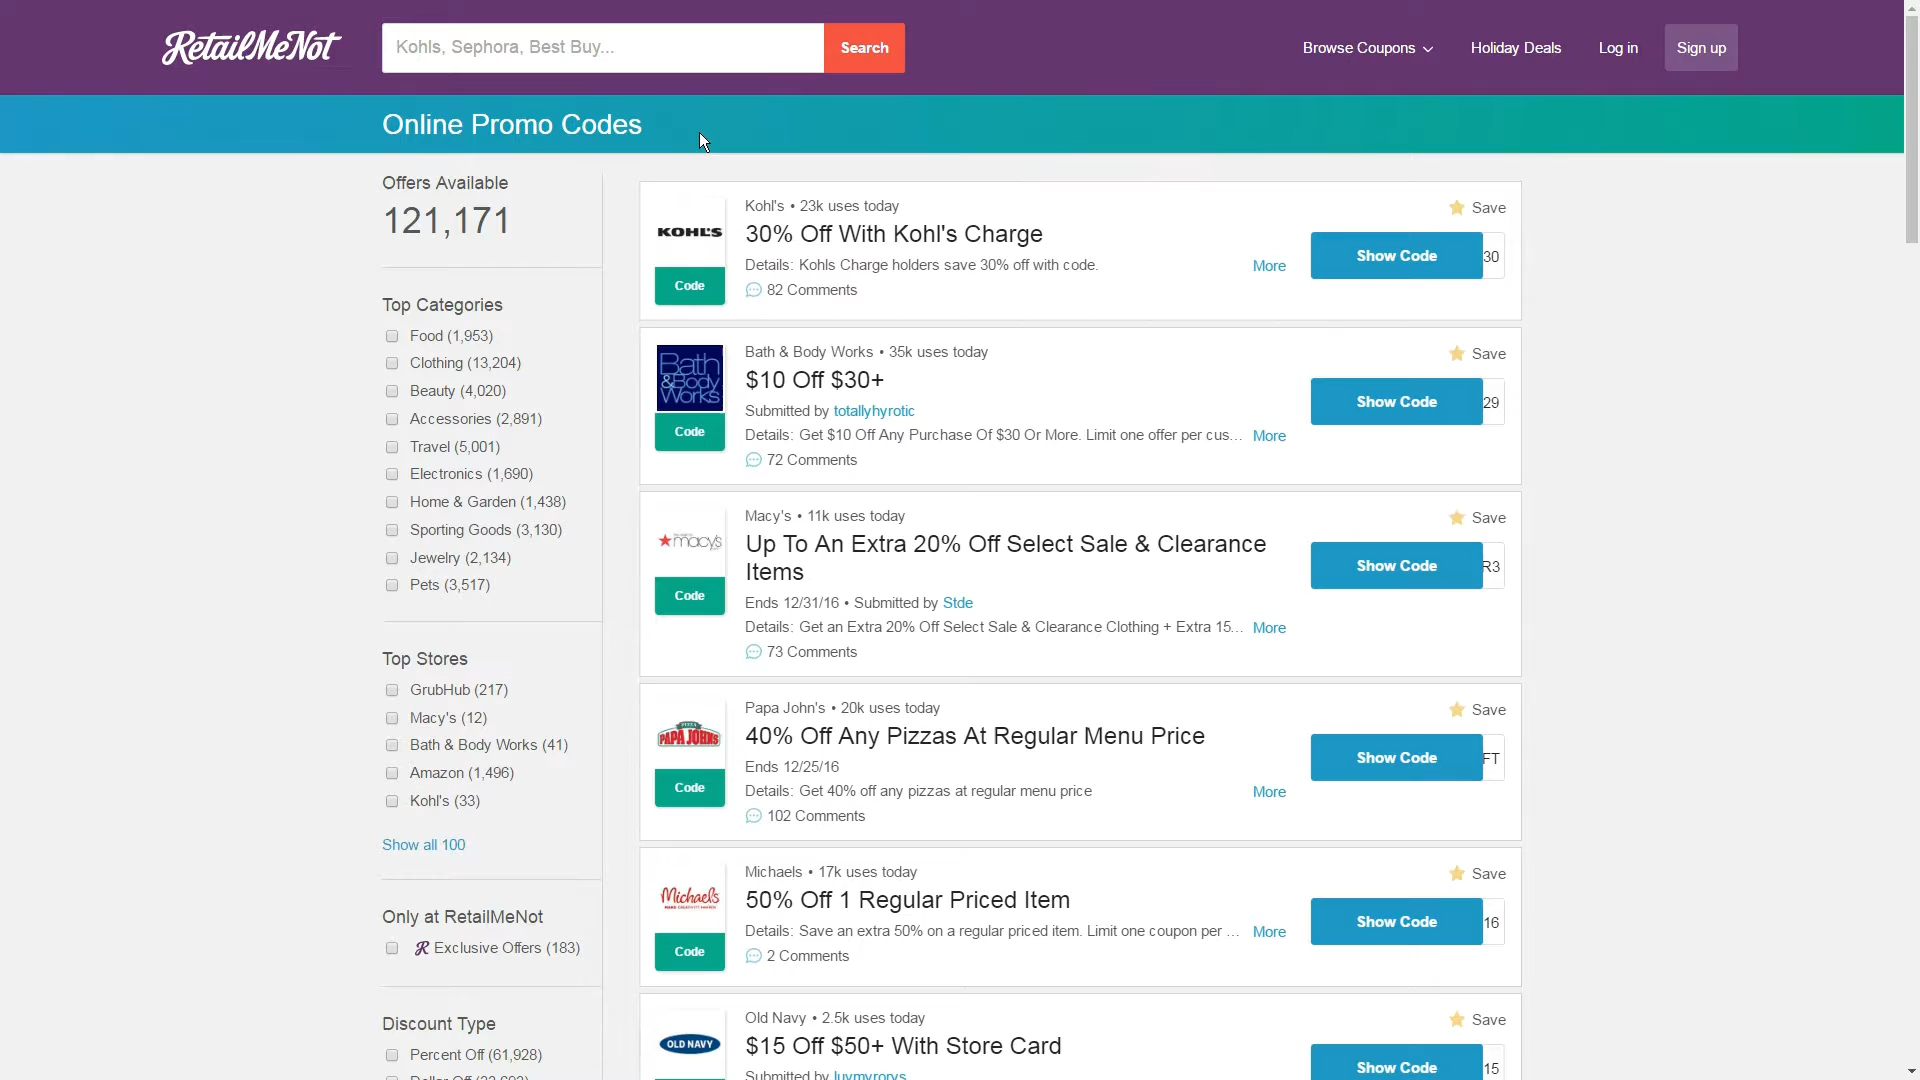 RetailMeNot
Kohls, Sephora, Best Buy...
Search
Browse Coupons
Holiday Deals
Log in
Sign up
Online Promo Codes
Offers Available
121,171
Top Categories
Food (1,953)
Clothing (13,204)
Beauty (4,020)
Accessories (2,891)
Travel (5,001)
Electronics (1,690)
Home & Garden (1,438)
Sporting Goods (3,130)
Jewelry (2,134)
Pets (3,517)
Top Stores
GrubHub (217)
Macy's (12)
Bath & Body Works (41)
Amazon (1,496)
Kohl's (33)
Show all 100
Only at RetailMeNot
R Exclusive Offers (183)
Discount Type
Percent Off (61,928)
KOHL'S
Code
Kohl's • 23k uses today
30% Off With Kohl's Charge
Details: Kohls Charge holders save 30% off with code.
More
82 Comments
Save
Show Code
30
Bath
&Body
Works
Code
Bath & Body Works • 35k uses today
$10 Off $30+
Submitted by totallyhyrotic
Details: Get $10 Off Any Purchase Of $30 Or More. Limit one offer per cus...
More
72 Comments
Save
Show Code
29
macy's
Code
Macy's • 11k uses today
Up To An Extra 20% Off Select Sale & Clearance
Items
Ends 12/31/16 • Submitted by Stde
Details: Get an Extra 20% Off Select Sale & Clearance Clothing + Extra 15...
More
73 Comments
Save
Show Code
R3
PIZZA
PAPA JOHNS
Code
Papa John's • 20k uses today
40% Off Any Pizzas At Regular Menu Price
Ends 12/25/16
Details: Get 40% off any pizzas at regular menu price
More
102 Comments
Save
Show Code
FT
Michaels
Code
Michaels • 17k uses today
50% Off 1 Regular Priced Item
Details: Save an extra 50% on a regular priced item. Limit one coupon per ...
More
2 Comments
Save
Show Code
16
OLD NAVY
Old Navy • 2.5k uses today
$15 Off $50+ With Store Card
Submitted by luvmyrorys
Save
Show Code
15